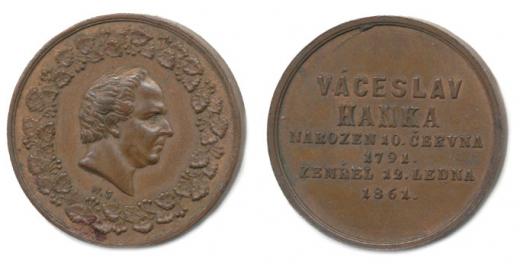 VÁCESLAV
HANKA
NAROZEN 10. ČERVNA
1791.
ZEMŘEL 12. LEDNA
1861.